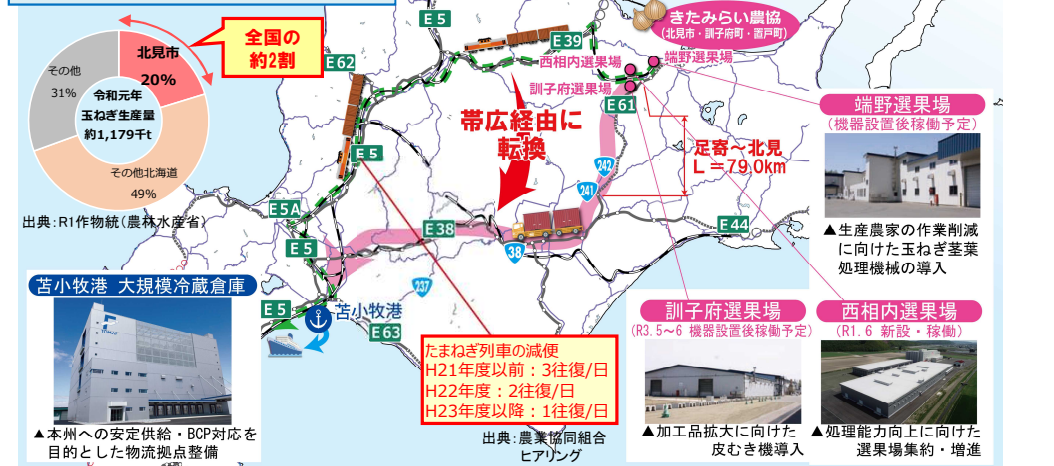 北見市
20%
その他
31%
令和元年
玉ねぎ生産量
約1,179千t
その他北海道
49%
出典：R1作物統（農林水産省）
全国の
約2割
E5
E62
E39
きたみらい農協
（北見市・訓子府町・置戸町）
西相内選果場
端野選果場
訓子府選果場
E61
帯広経由に
転換
足寄～北見
L＝79.0km
242
241
E5
E5A
E5
E38
38
E44
237
E5
苫小牧港
E63
苫小牧港 大規模冷蔵倉庫
▲本州への安定供給・BCP対応を
目的とした物流拠点整備
たまねぎ列車の減便
H21年度以前：3往復/日
H22年度：2往復/日
H23年度以降：1往復/日
出典：農業協同組合
ヒアリング
端野選果場
（機器設置後稼働予定）
▲生産農家の作業削減
に向けた玉ねぎ茎葉
処理機械の導入
訓子府選果場
（R3.5～6 機器設置後稼働予定）
▲加工品拡大に向けた
皮むき機導入
西相内選果場
（R1.6 新設・稼働）
▲処理能力向上に向けた
選果場集約・増進